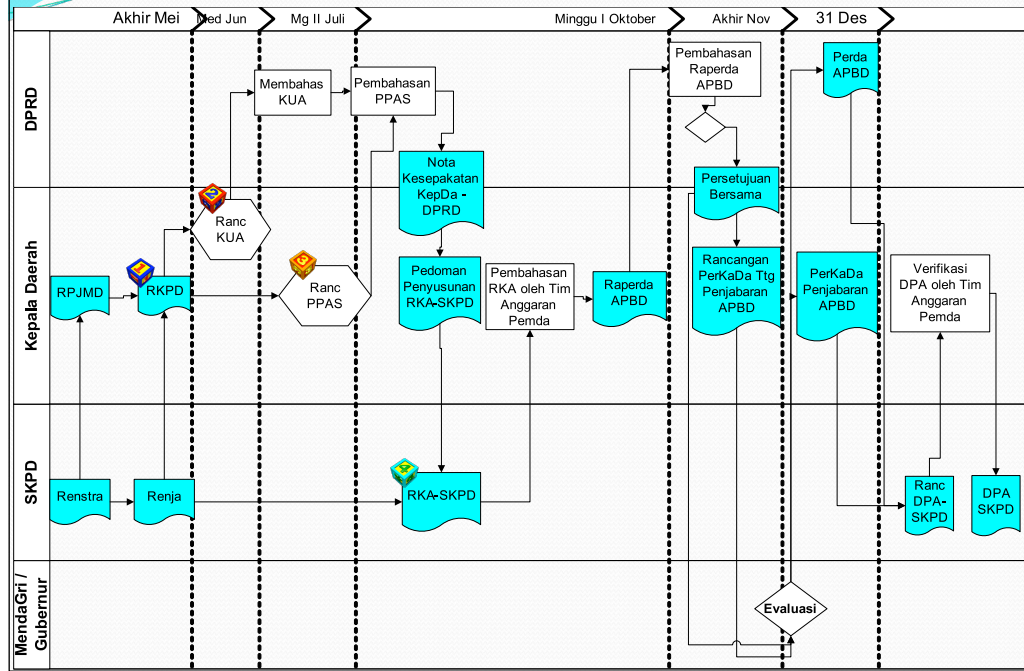 Akhir Mei
Med Jun
Mg II Juli
Minggu I Oktober
Akhir Nov
31 Des
DPRD
Membahas
KUA
Pembahasan
PPAS
Nota
Kesepakatan
KepDa -
DPRD
Pembahasan
Raperda
APBD
Persetujuan
Bersama
Perda
APBD
Kepala Daerah
RPJMD
1
RKPD
2
Ranc
KUA
3
Ranc
PPAS
Pedoman
Penyusunan
RKA-SKPD
Pembahasan
RKA oleh Tim
Anggaran
Pemda
Raperda
APBD
Rancangan
PerKaDa Ttg
Penjabaran
APBD
PerKaDa
Penjabaran
APBD
Verifikasi
DPA oleh Tim
Anggaran
Pemda
SKPD
Renstra
Renja
4
RKA-SKPD
Ranc
DPA-
SKPD
DPA
SKPD
MendaGri /
Gubernur
Evaluasi